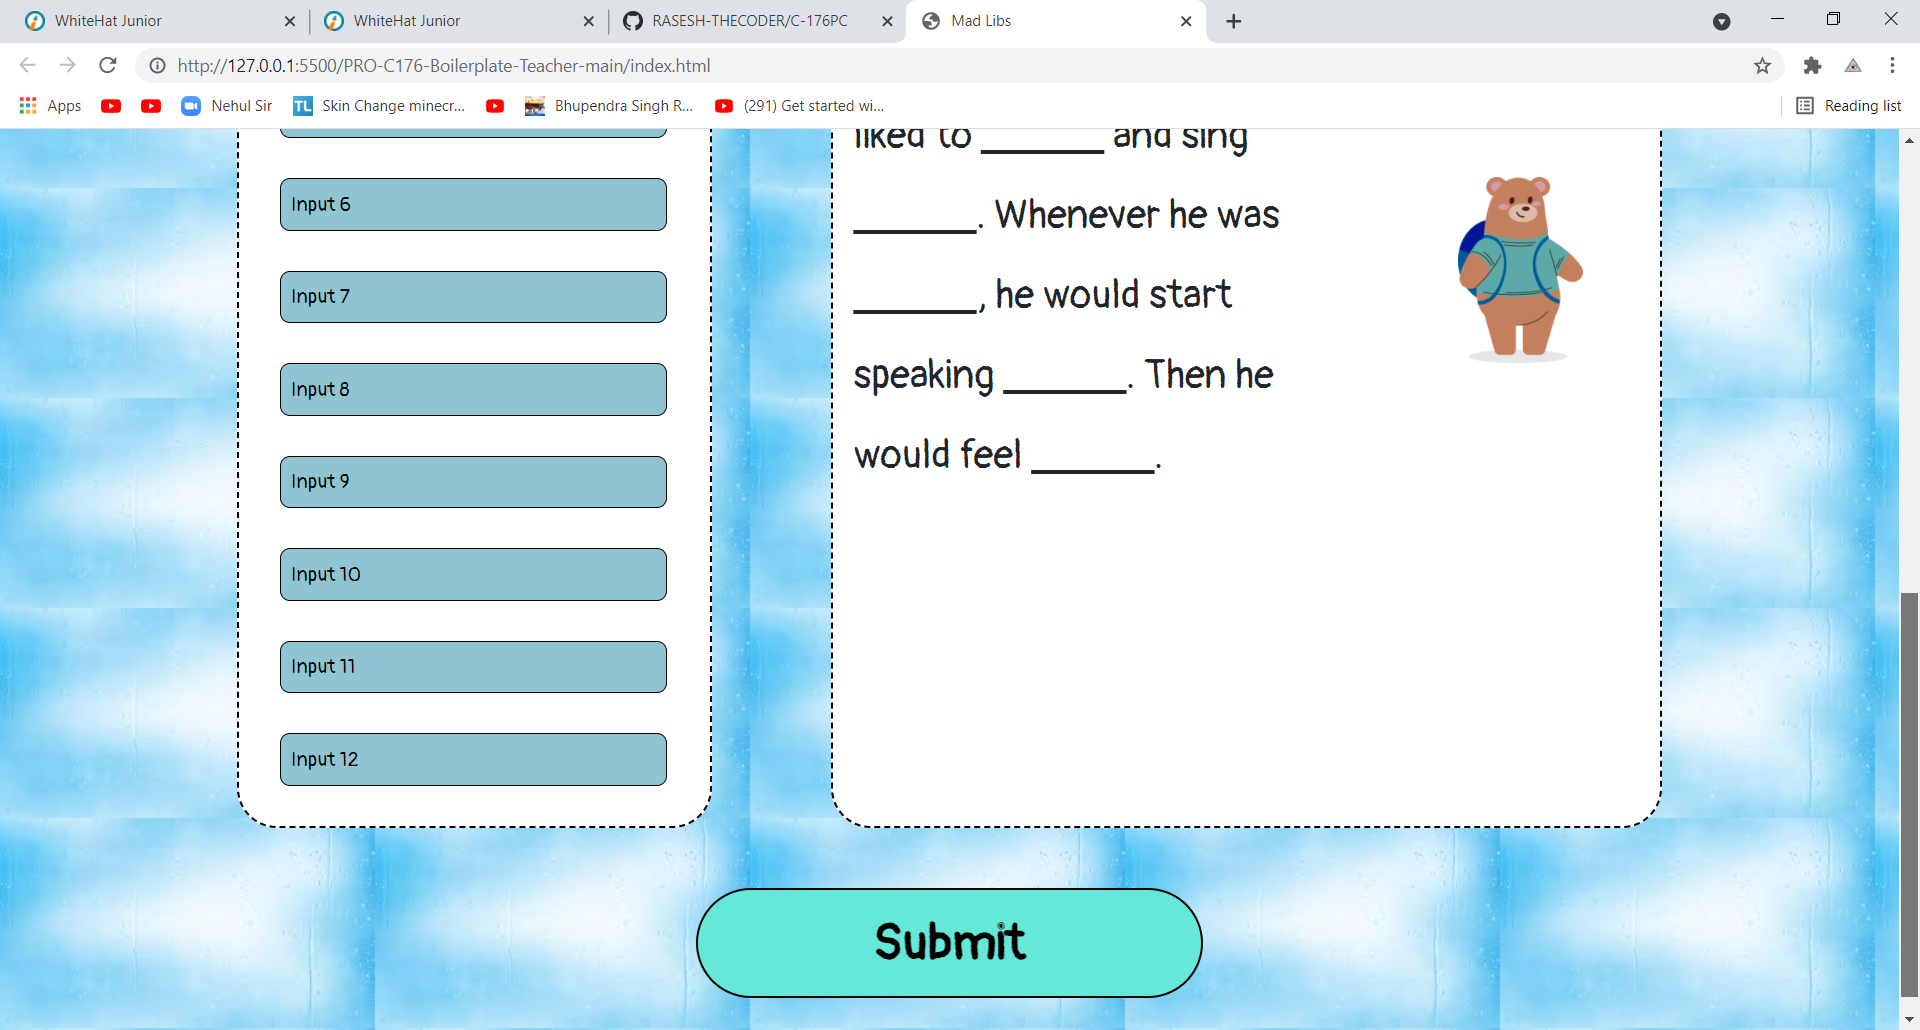 WhiteHat Junior
WhiteHat Junior
RASESH-THECODER/C-176PC
Mad Libs
http://127.0.0.1:5500/PRO-C176-Boilerplate-Teacher-main/index.html
Apps
Nehul Sir
TL Skin Change minecr...
Bhupendra Singh R...
(291) Get started wi...
Reading list
Input 6
Input 7
Input 8
Input 9
Input 10
Input 11
Input 12
liked to ______ and sing
______. Whenever he was
______, he would start
speaking ______. Then he
would feel ______.
Submit